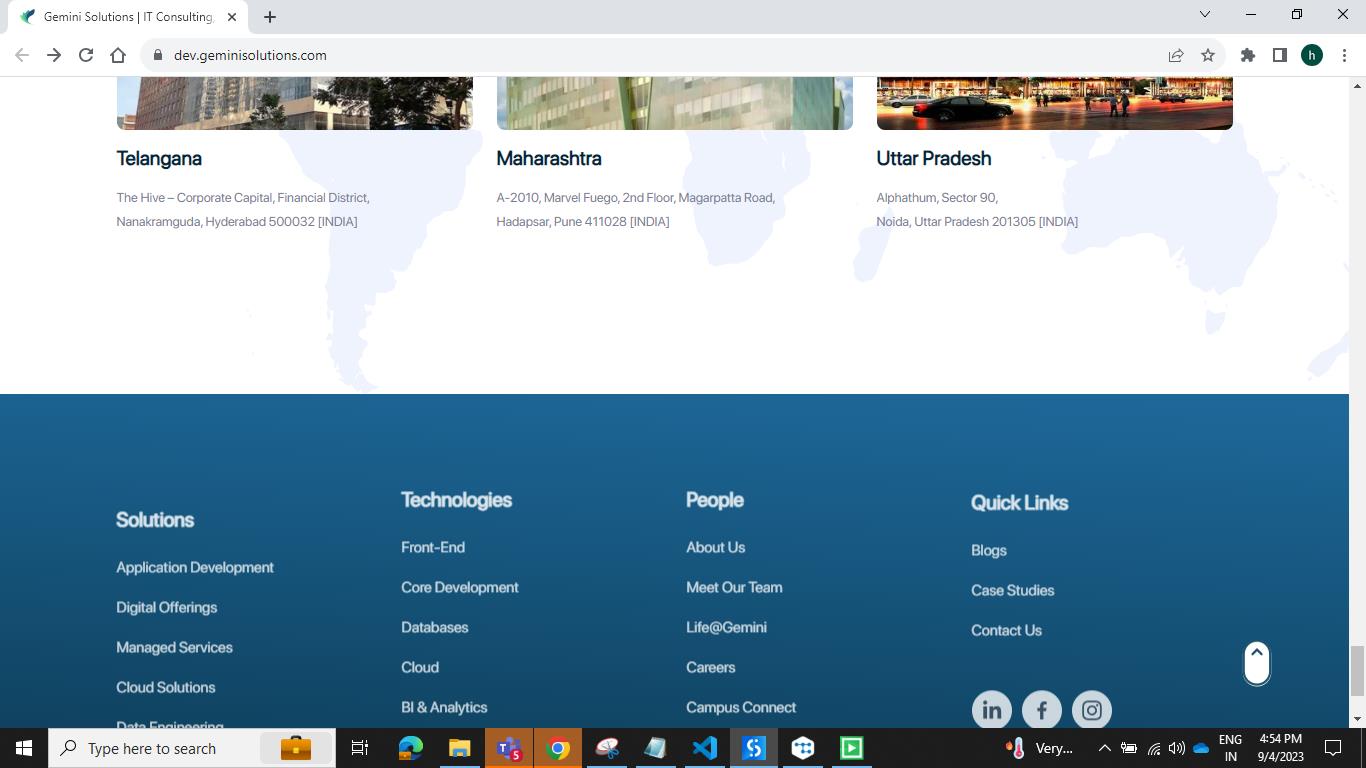 Gemini Solutions | IT Consulting,
dev.geminisolutions.com
h
Telangana
The Hive – Corporate Capital, Financial District,
Nanakramguda, Hyderabad 500032 [INDIA]
Maharashtra
A-2010, Marvel Fuego, 2nd Floor, Magarpatta Road,
Hadapsar, Pune 411028 [INDIA]
Uttar Pradesh
Alphathum, Sector 90,
Noida, Uttar Pradesh 201305 [INDIA]
Solutions
Application Development
Digital Offerings
Managed Services
Cloud Solutions
Data Engineering
Technologies
Front-End
Core Development
Databases
Cloud
BI & Analytics
People
About Us
Meet Our Team
Life@Gemini
Careers
Campus Connect
Quick Links
Blogs
Case Studies
Contact Us
in f
Type here to search
5
Very...
ENG
IN
4:54 PM
9/4/2023